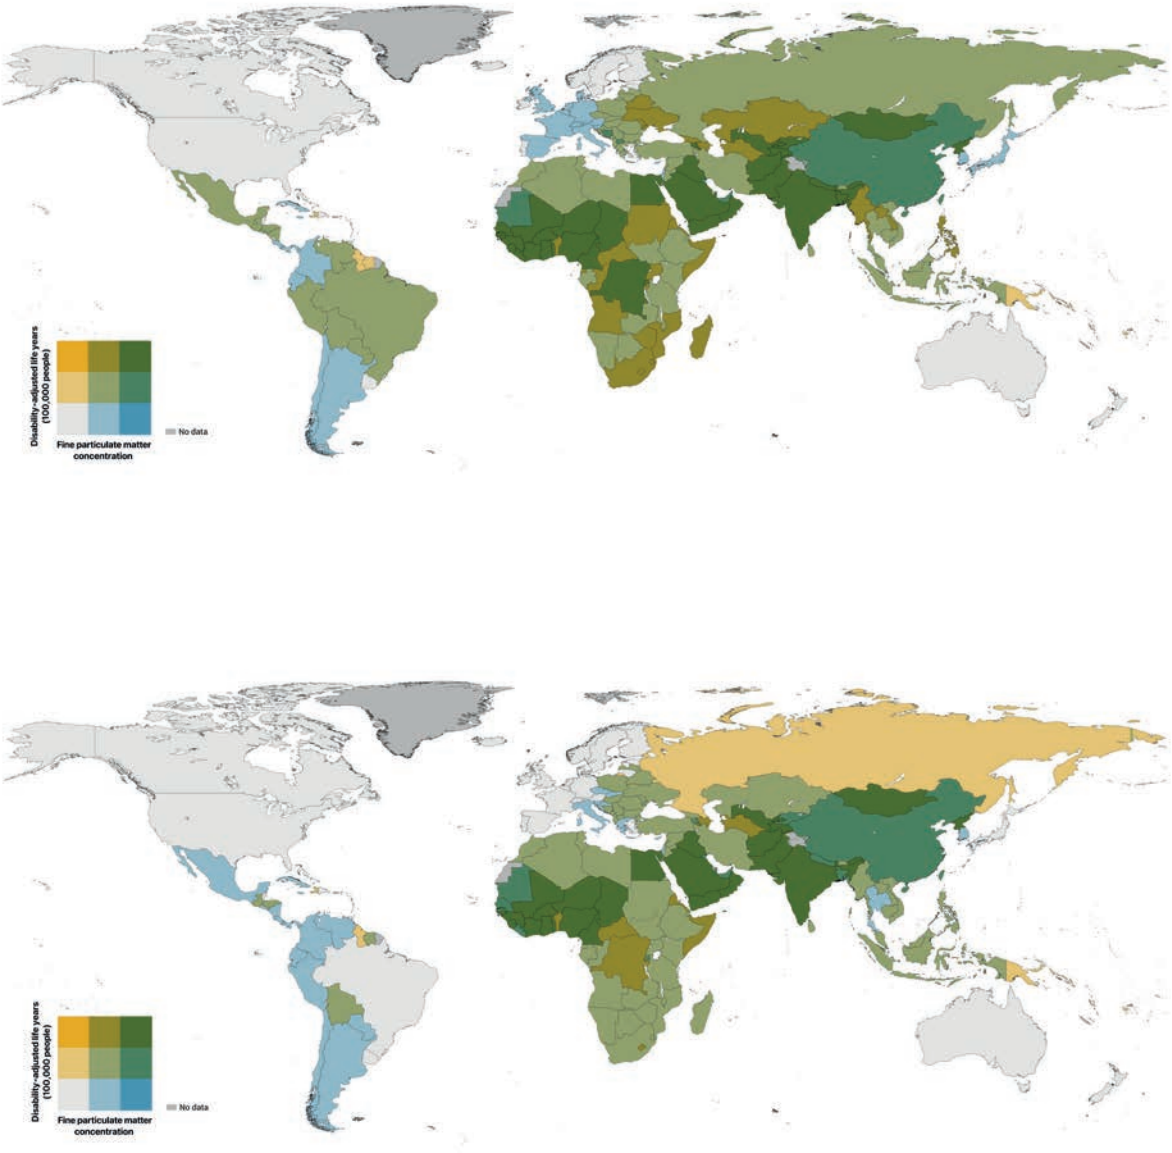 Disability-adjusted life years
(100,000 people)
Fine particulate matter
concentration
No data
Disability-adjusted life years
(100,000 people)
Fine particulate matter
concentration
No data